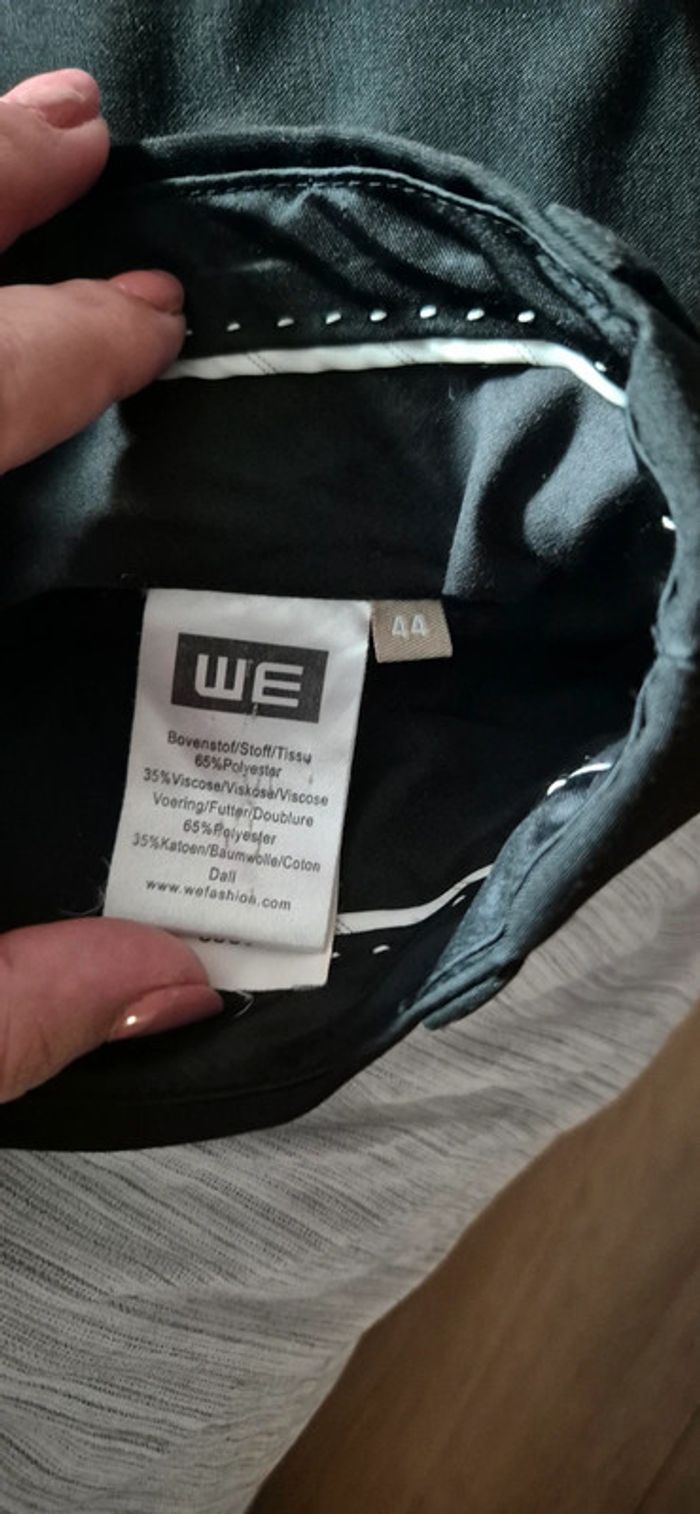 WE
44
Bovenstof/Stoff/Tissu
65%Polyester
35%Viscose/Viskose/Viscose
Voering/Futter/Doublure
65%Polyester
35%Katoen/Baumwolle/Coton
Dali
www.wefashion.com